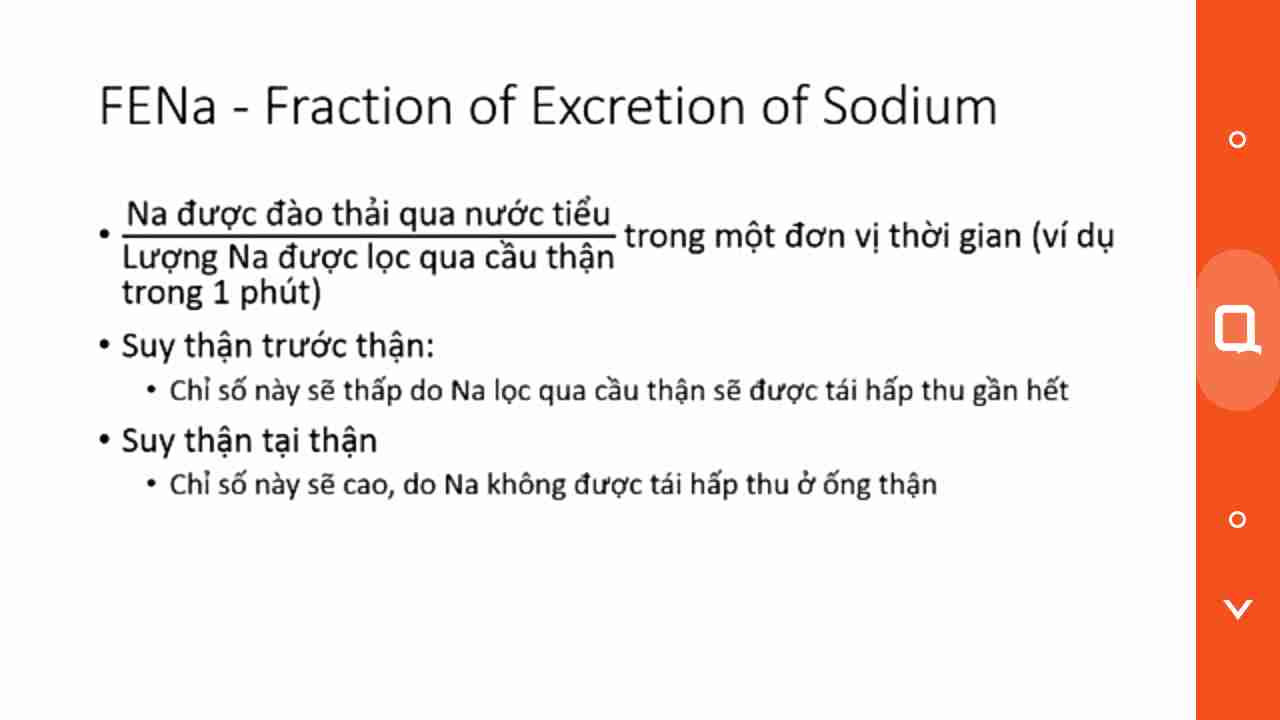 FENa - Fraction of Excretion of Sodium
• Na được đào thải qua nước tiểu
Lượng Na được lọc qua cầu thận trong một đơn vị thời gian (ví dụ
trong 1 phút)
• Suy thận trước thận:
• Chỉ số này sẽ thấp do Na lọc qua cầu thận sẽ được tái hấp thu gần hết
• Suy thận tại thận
• Chỉ số này sẽ cao, do Na không được tái hấp thu ở ống thận